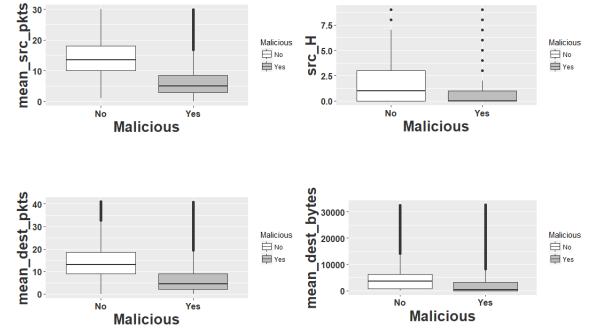 mean_src_pkts
30
20
10
0
No
Yes
Malicious
Malicious
No
Yes
src_H
7.5
5.0
2.5
0.0
No
Yes
Malicious
Malicious
No
Yes
mean_dest_pkts
40
30
20
10
0
No
Yes
Malicious
Malicious
No
Yes
mean_dest_bytes
30000
20000
10000
0
No
Yes
Malicious
Malicious
No
Yes